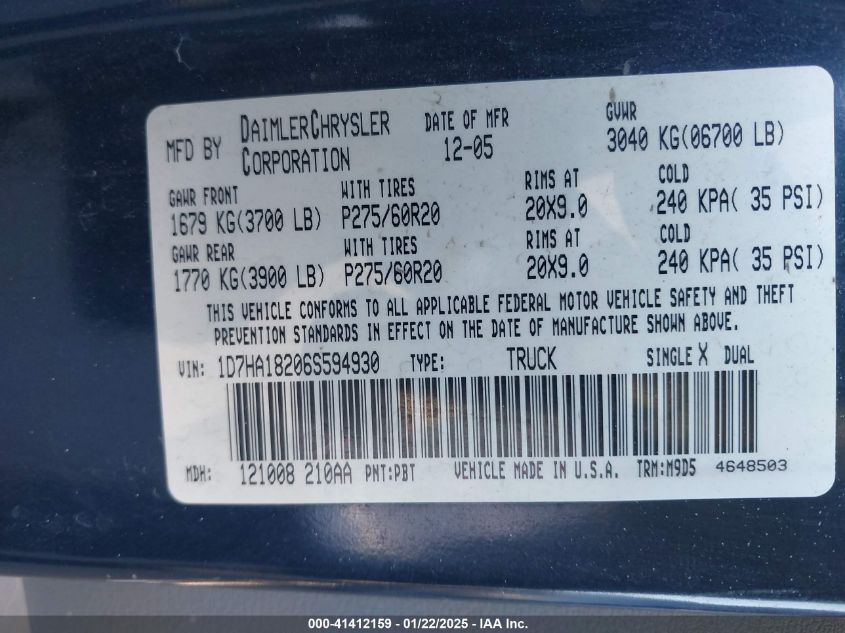 MFD BY DAIMLERCHRYSLER CORPORATION DATE OF MFR 12-05 GVWR 3040 KG(06700 LB)
GAWR FRONT WITH TIRES RIMS AT COLD
1679 KG(3700 LB) P275/60R20 20X9.0 240 KPA( 35 PSI)
GAWR REAR WITH TIRES RIMS AT COLD
1770 KG(3900 LB) P275/60R20 20X9.0 240 KPA( 35 PSI)
THIS VEHICLE CONFORMS TO ALL APPLICABLE FEDERAL MOTOR VEHICLE SAFETY AND THEFT
PREVENTION STANDARDS IN EFFECT ON THE DATE OF MANUFACTURE SHOWN ABOVE.
VIN: 1D7HA18206S594930 TYPE: TRUCK SINGLE X DUAL
MDH: 121008 210AA PNT:PBT VEHICLE MADE IN U.S.A. TRM:M9D5 4648503
000-41412159 - 01/22/2025 - IAAI.com.